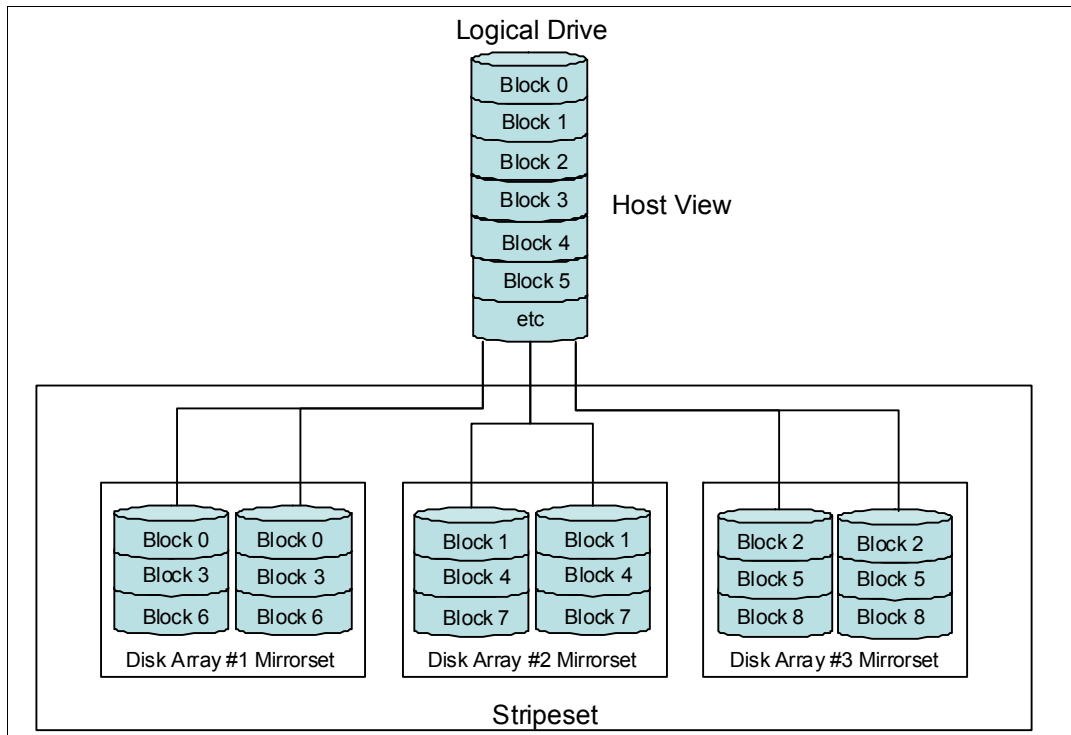 Logical Drive
Block 0
Block 1
Block 2
Block 3
Block 4
Block 5
etc
Host View
Block 0
Block 3
Block 6
Block 0
Block 3
Block 6
Disk Array #1 Mirrorset
Block 1
Block 4
Block 7
Block 1
Block 4
Block 7
Disk Array #2 Mirrorset
Block 2
Block 5
Block 8
Block 2
Block 5
Block 8
Disk Array #3 Mirrorset
Stripeset